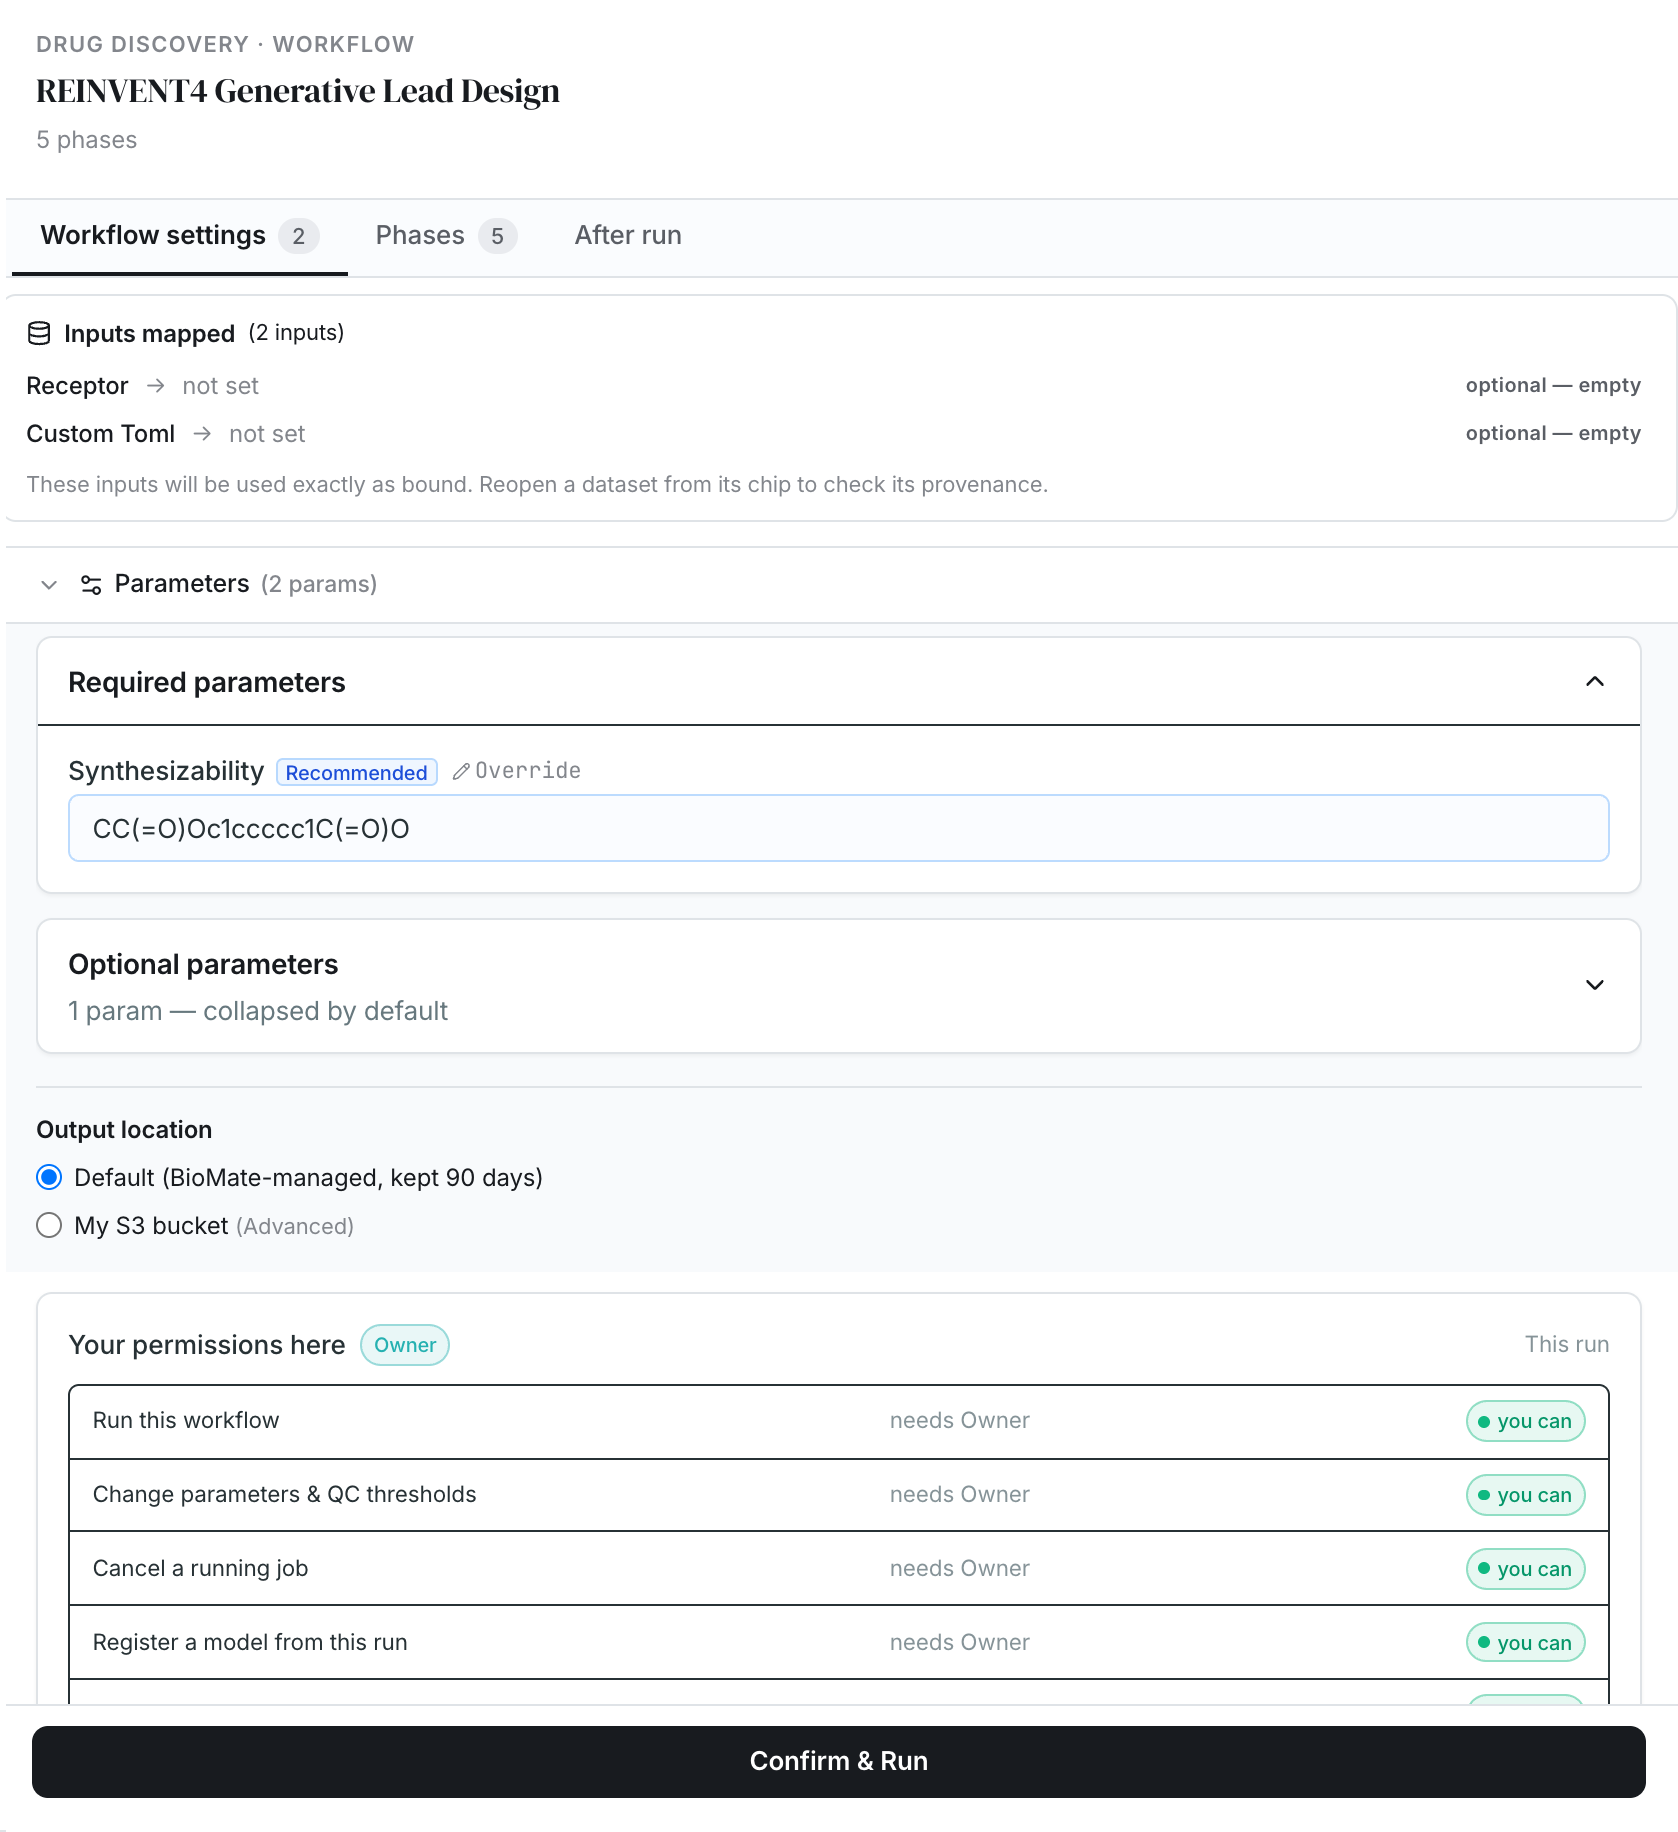 DRUG DISCOVERY · WORKFLOW
REINVENT4 Generative Lead Design
5 phases
Workflow settings 2 Phases 5 After run
Inputs mapped (2 inputs)
Receptor → not set optional — empty
Custom Toml → not set optional — empty
These inputs will be used exactly as bound. Reopen a dataset from its chip to check its provenance.
Parameters (2 params)
Required parameters
Synthesizability Recommended Override
CC(=O)Oc1ccccc1C(=O)O
Optional parameters
1 param — collapsed by default
Output location
Default (BioMate-managed, kept 90 days)
My S3 bucket (Advanced)
Your permissions here Owner This run
Run this workflow needs Owner you can
Change parameters & QC thresholds needs Owner you can
Cancel a running job needs Owner you can
Register a model from this run needs Owner you can
Confirm & Run